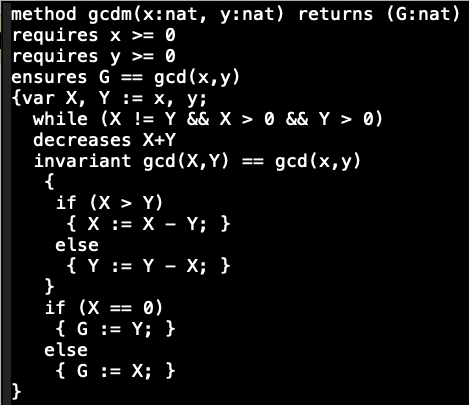 method gcdm(x:nat, y:nat) returns (G:nat)
requires x >= 0
requires y >= 0
ensures G == gcd(x,y)
{var X, Y := x, y;
  while (X != Y && X > 0 && Y > 0)
  decreases X+Y
  invariant gcd(X,Y) == gcd(x,y)
   {
    if (X > Y)
     { X := X - Y; }
    else
     { Y := Y - X; }
   }
   if (X == 0)
    { G := Y; }
   else
    { G := X; }
}